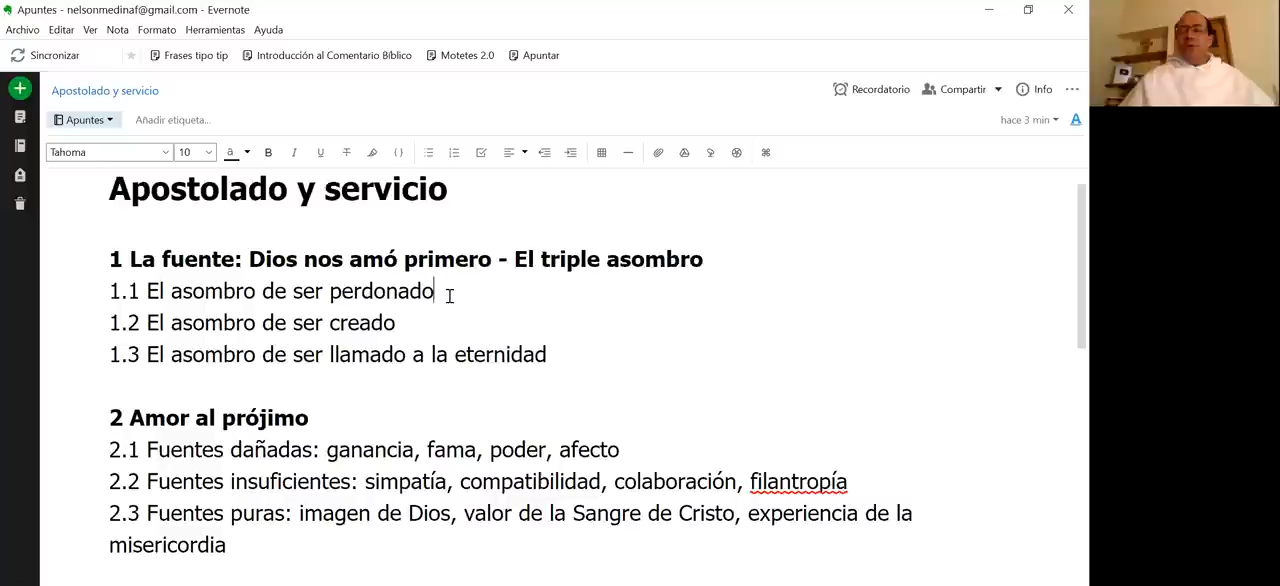 Apuntes - nelsonmedinaf@gmail.com - Evernote
Archivo Editar Ver Nota Formato Herramientas Ayuda
Sincronizar Frases tipo tip Introducción al Comentario Bíblico Motetes 2.0 Apuntar
Apostolado y servicio Recordatorio Compartir Info
Apuntes Añadir etiqueta... hace 3 min
Tahoma 10
Apostolado y servicio
1 La fuente: Dios nos amó primero - El triple asombro
1.1 El asombro de ser perdonado
1.2 El asombro de ser creado
1.3 El asombro de ser llamado a la eternidad
2 Amor al prójimo
2.1 Fuentes dañadas: ganancia, fama, poder, afecto
2.2 Fuentes insuficientes: simpatía, compatibilidad, colaboración, filantropía
2.3 Fuentes puras: imagen de Dios, valor de la Sangre de Cristo, experiencia de la
misericordia